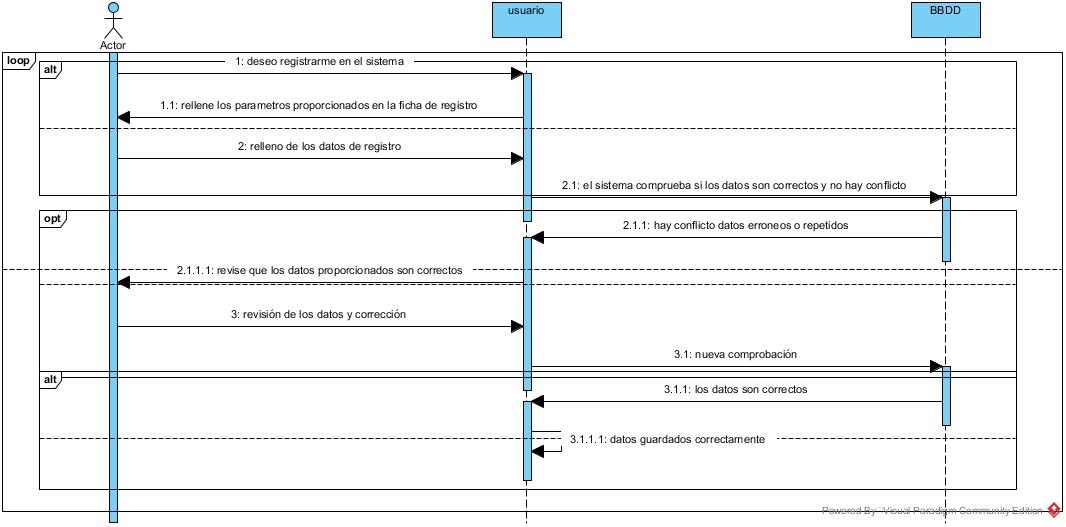 usuario
BBDD
Actor
loop
alt
1: deseo registrarme en el sistema
1.1: rellene los parametros proporcionados en la ficha de registro
2: relleno de los datos de registro
2.1: el sistema comprueba si los datos son correctos y no hay conflicto
opt
2.1.1: hay conflicto datos erroneos o repetidos
2.1.1.1: revise que los datos proporcionados son correctos
3: revisión de los datos y corrección
3.1: nueva comprobación
alt
3.1.1: los datos son correctos
3.1.1.1: datos guardados correctamente
Powered By Visual Paradigm Community Edition